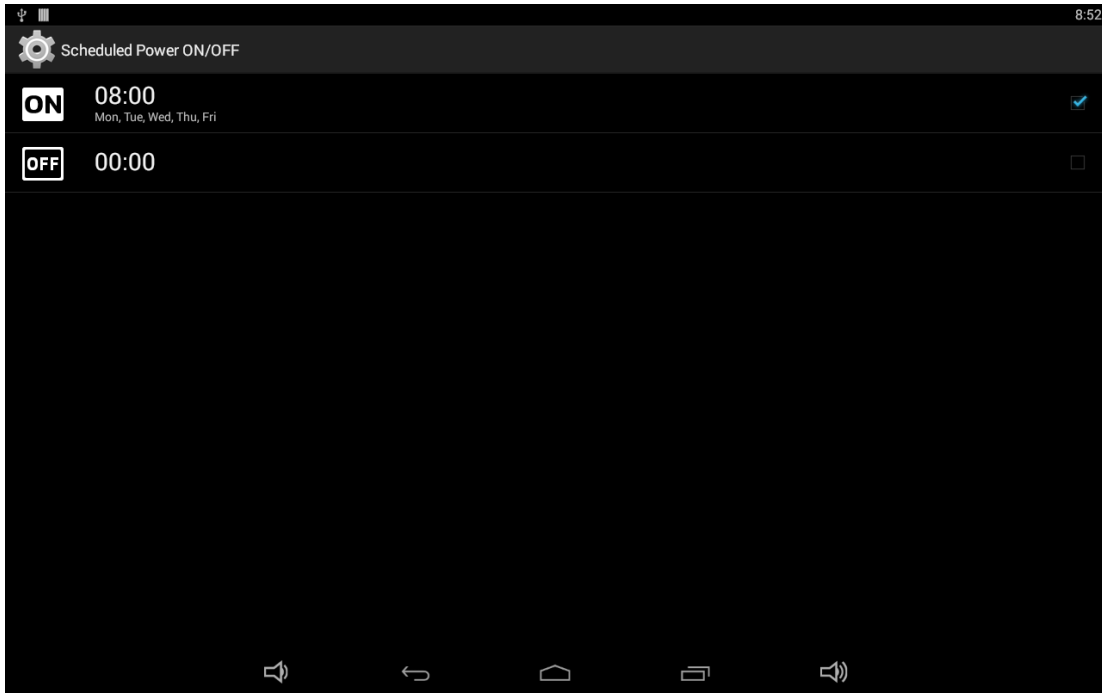 8:52
Scheduled Power ON/OFF
ON
08:00
Mon, Tue, Wed, Thu, Fri
OFF
00:00